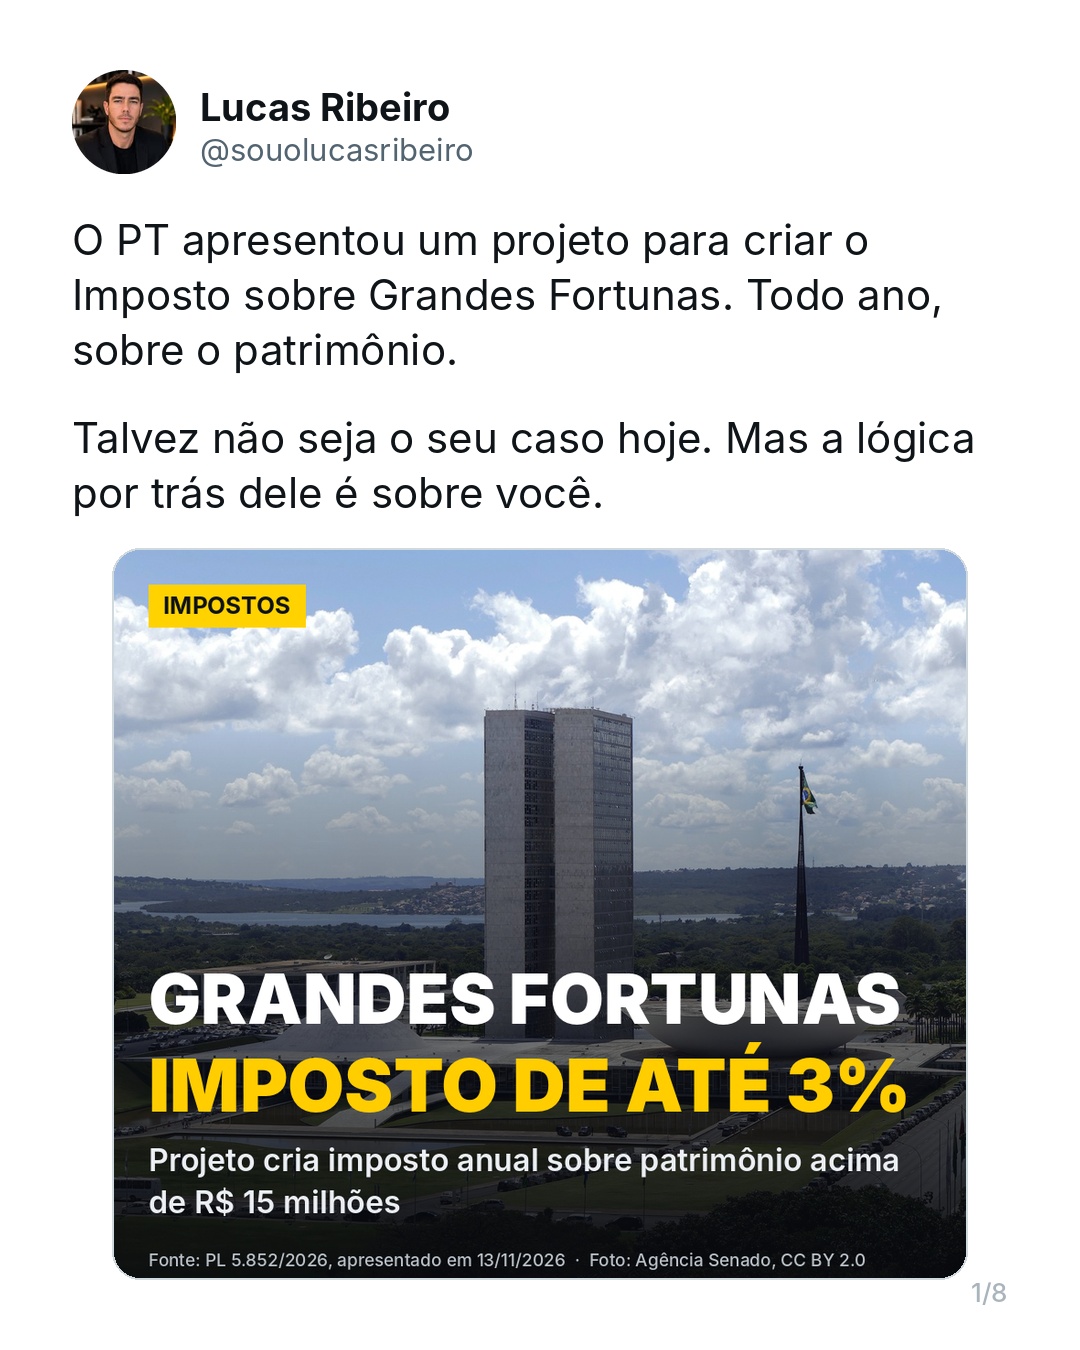 Lucas Ribeiro
@souolucasribeiro
O PT apresentou um projeto para criar o
Imposto sobre Grandes Fortunas. Todo ano,
sobre o patrimônio.
Talvez não seja o seu caso hoje. Mas a lógica
por trás dele é sobre você.
IMPOSTOS
GRANDES FORTUNAS
IMPOSTO DE ATÉ 3%
Projeto cria imposto anual sobre patrimônio acima
de R$ 15 milhões
Fonte: PL 5.852/2026, apresentado em 13/11/2026 · Foto: Agência Senado, CC BY 2.0
1/8